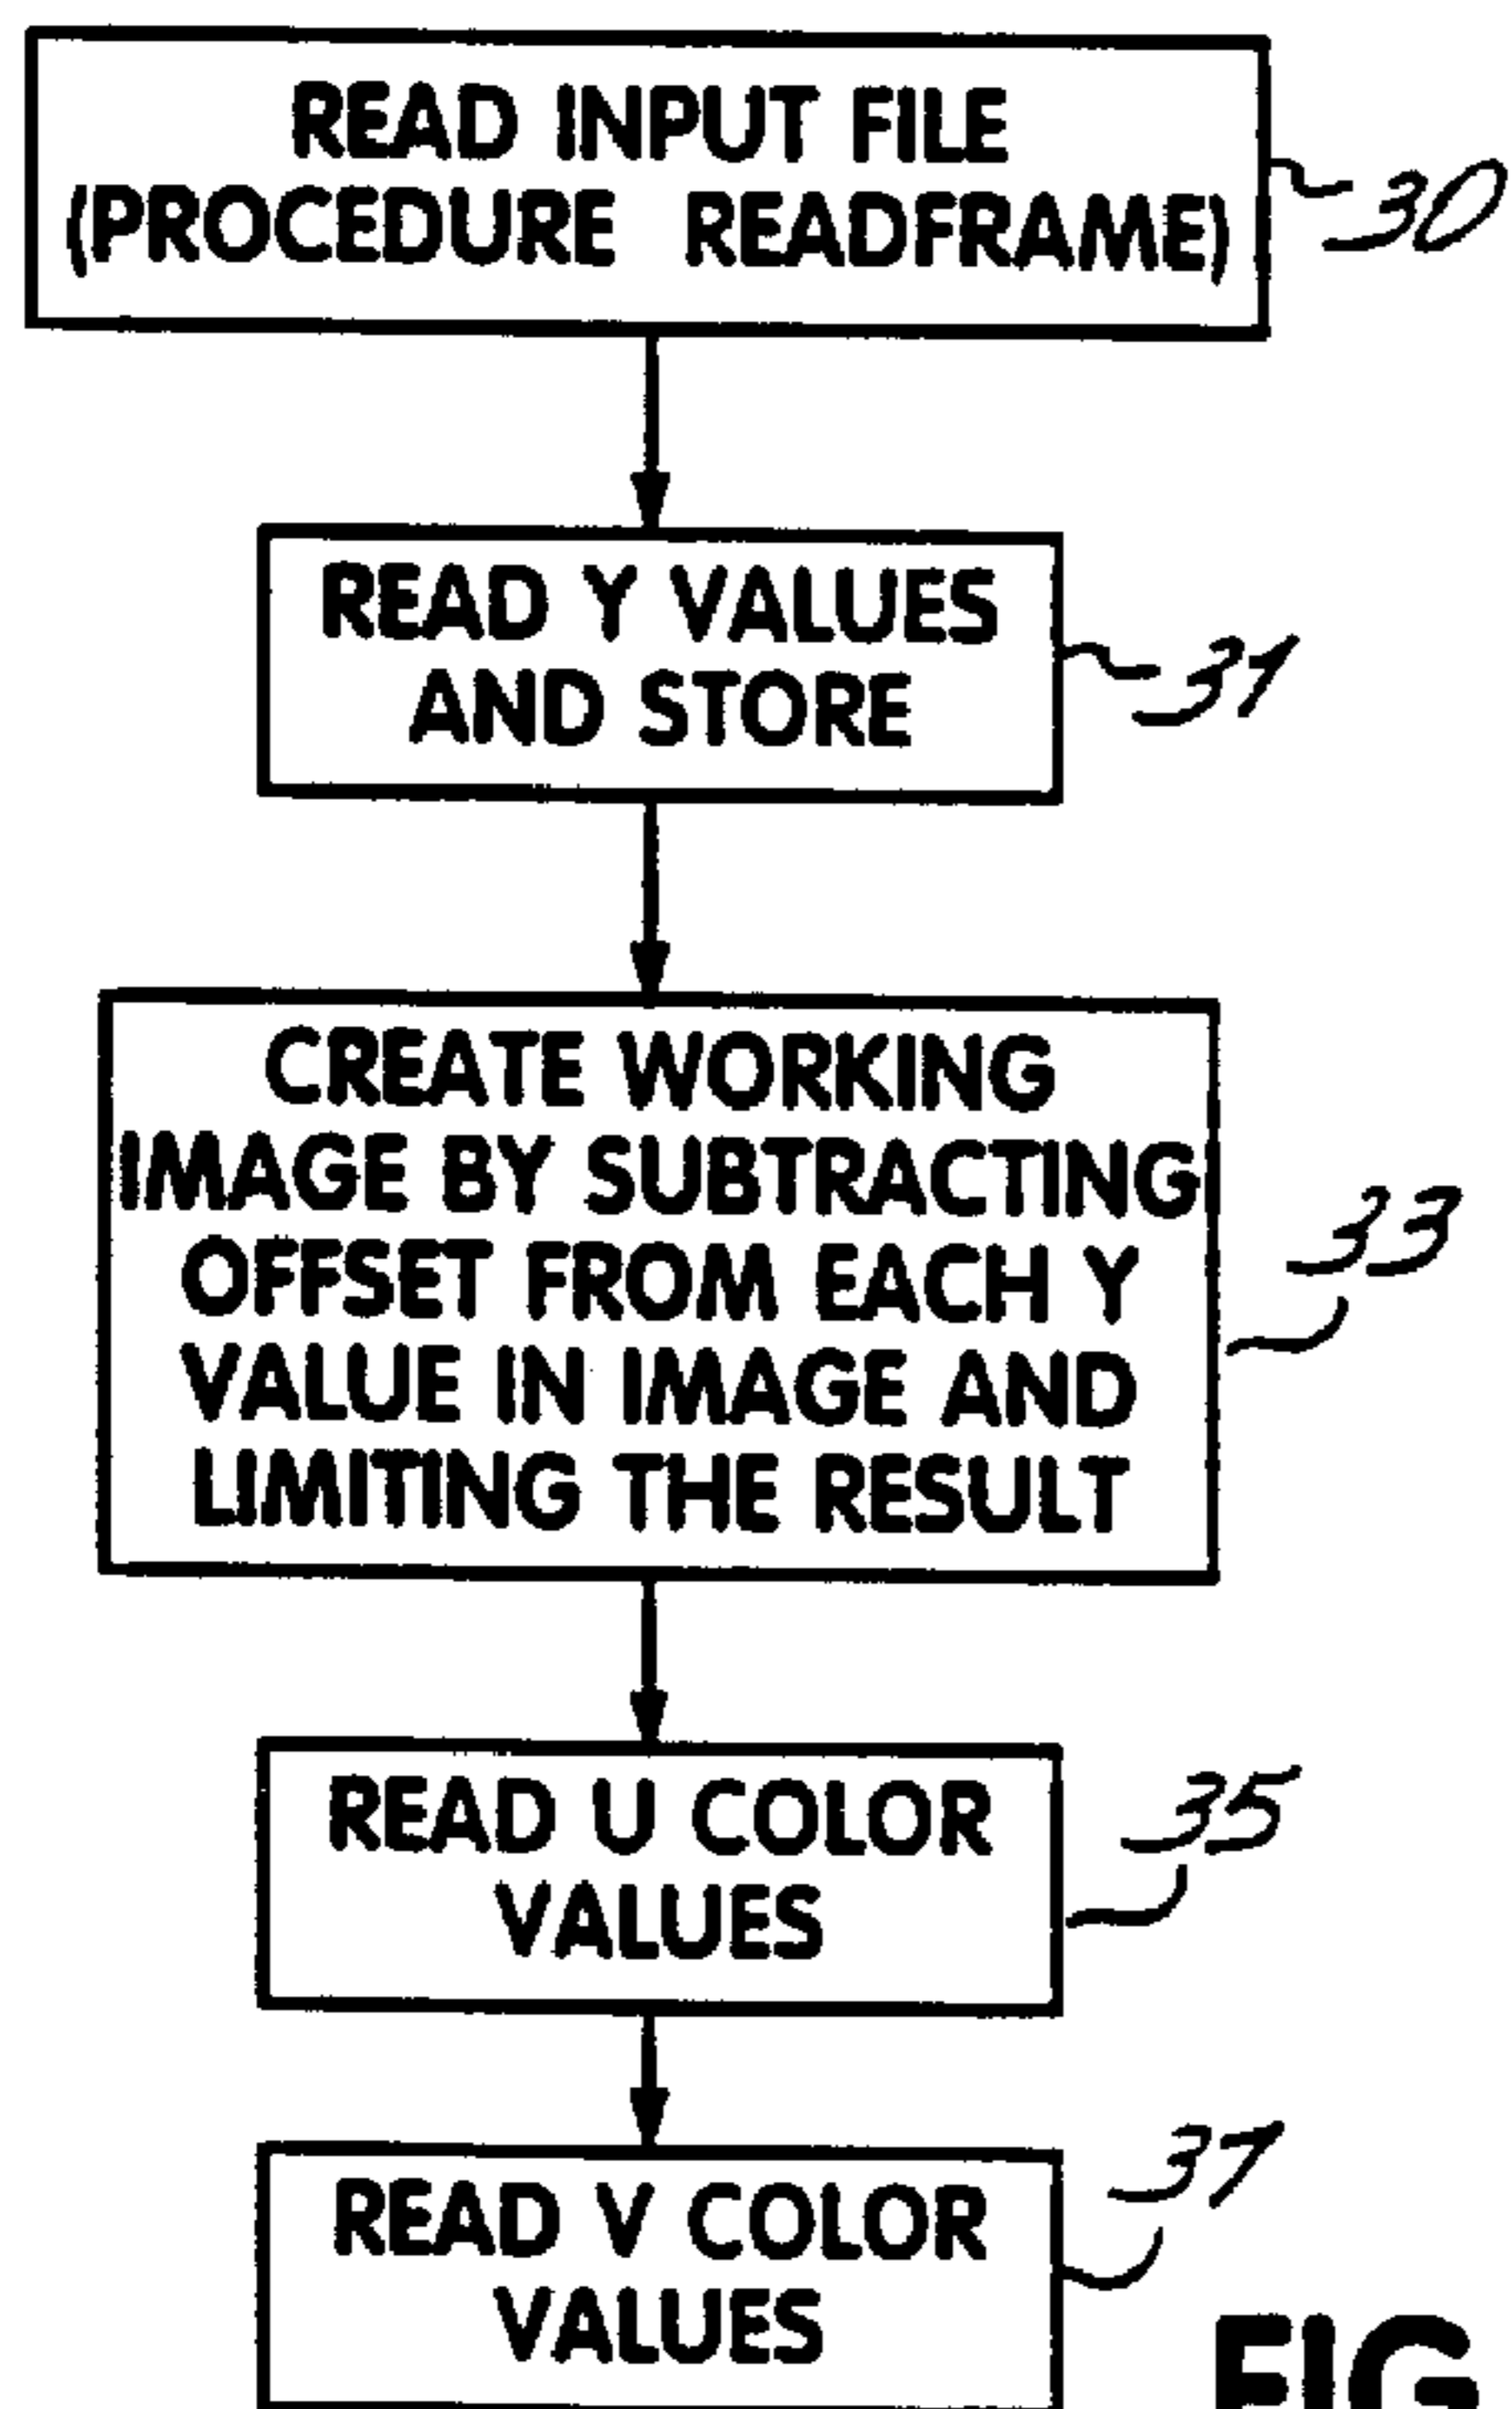 READ INPUT FILE
(PROCEDURE READFRAME)
30
READ Y VALUES
AND STORE
31
CREATE WORKING
IMAGE BY SUBTRACTING
OFFSET FROM EACH Y
VALUE IN IMAGE AND
LIMITING THE RESULT
33
READ U COLOR
VALUES
35
READ V COLOR
VALUES
37
FIG